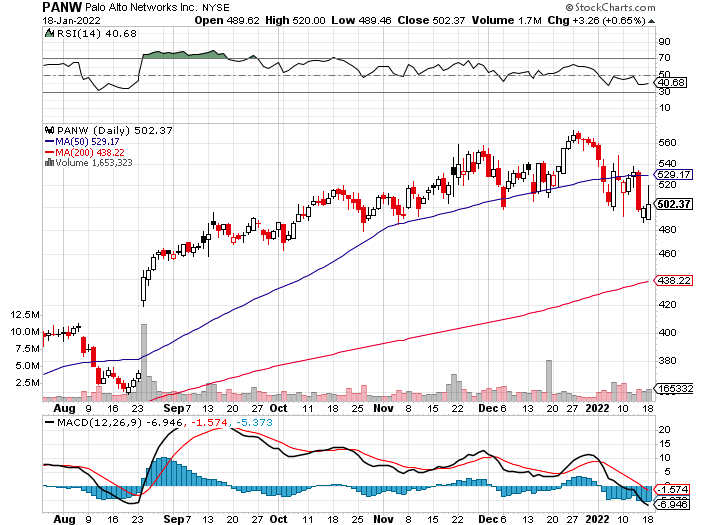 PANW Palo Alto Networks Inc. NYSE © StockCharts.com
18-Jan-2022 Open 489.62 High 520.00 Low 489.46 Close 502.37 Volume 1.7M Chg +3.26 (+0.65%)
RSI(14) 40.68
90
70
50
40.68
30
10
PANW (Daily) 502.37
MA(50) 529.17
MA(200) 438.22
Volume 1,653,323
560
540
529.17
520
502.37
480
460
438.22
420
400
380
12.5M
10.0M
7.5M
5.0M
2.5M
1653323
Aug 9 16 23 Sep 7 13 20 27 Oct 11 18 25 Nov 8 15 22 Dec 6 13 20 27 2022 10 18
MACD(12,26,9) -6.946, -1.574, -5.373
20
15
10
5
0
-1.574
-6.946
Aug 9 16 23 Sep 7 13 20 27 Oct 11 18 25 Nov 8 15 22 Dec 6 13 20 27 2022 10 18